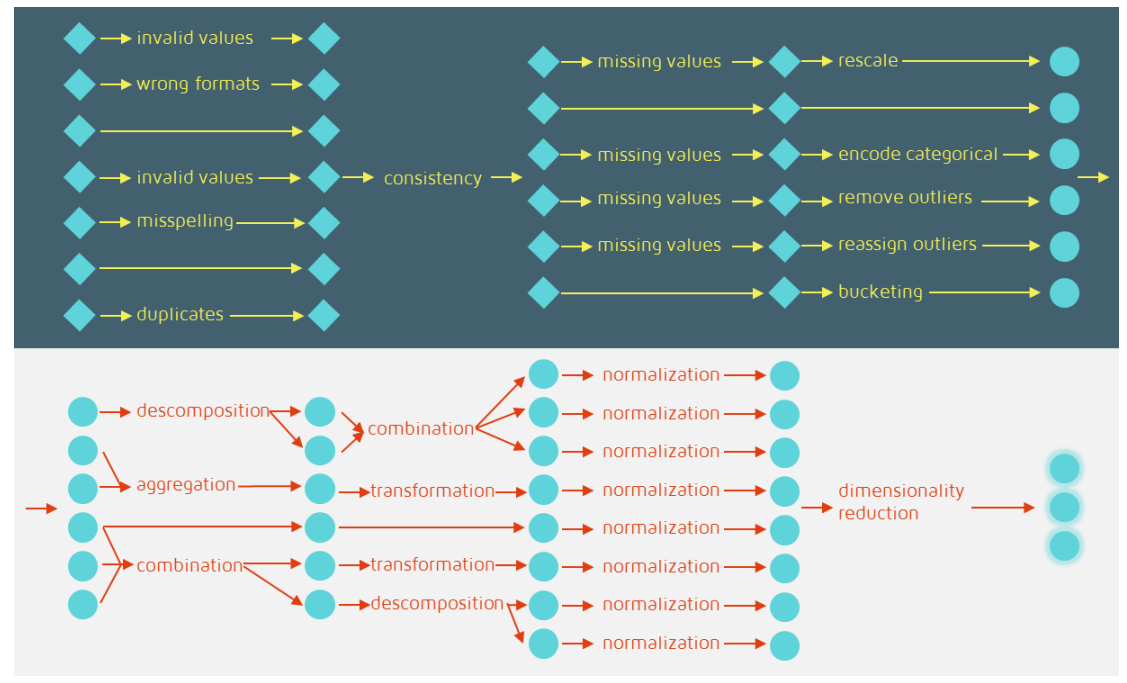 invalid values
wrong formats
invalid values
misspelling
duplicates
consistency
missing values
missing values
missing values
missing values
rescale
encode categorical
remove outliers
reassign outliers
bucketing
descomposition
aggregation
combination
combination
transformation
transformation
descomposition
normalization
normalization
normalization
normalization
normalization
normalization
normalization
normalization
dimensionality
reduction